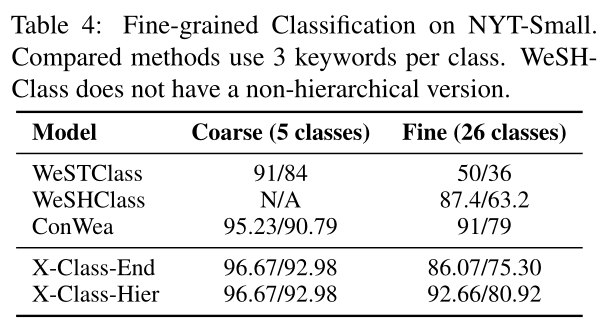 Table 4: Fine-grained Classification on NYT-Small.
Compared methods use 3 keywords per class. WeSH-
Class does not have a non-hierarchical version.
Model Coarse (5 classes) Fine (26 classes)
WeSTClass 91/84 50/36
WeSHClass N/A 87.4/63.2
ConWea 95.23/90.79 91/79
X-Class-End 96.67/92.98 86.07/75.30
X-Class-Hier 96.67/92.98 92.66/80.92